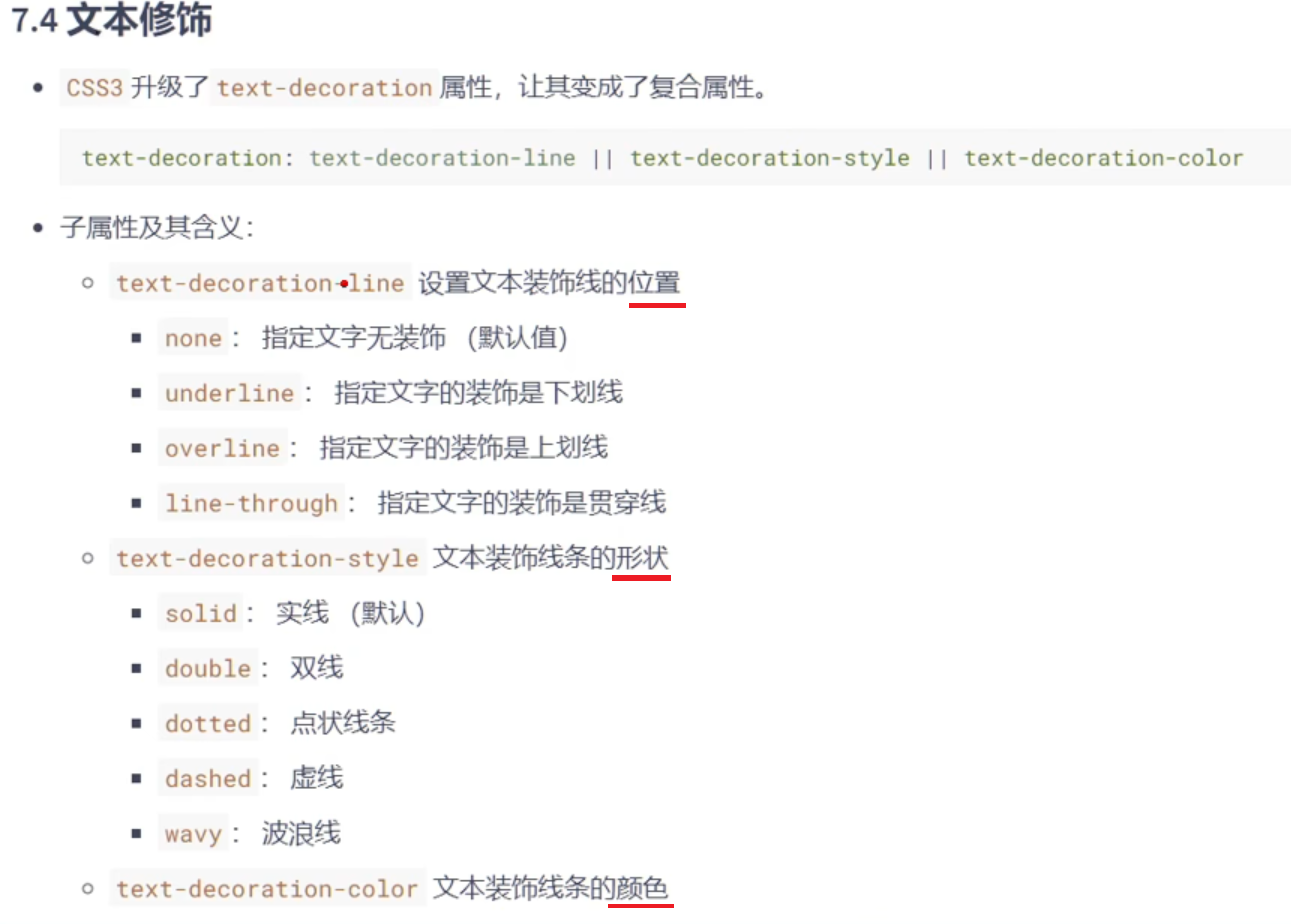 7.4 文本修饰
CSS3 升级了 text-decoration 属性，让其变成了复合属性。
text-decoration: text-decoration-line || text-decoration-style || text-decoration-color
子属性及其含义：
text-decoration-line 设置文本装饰线的位置
none： 指定文字无装饰 （默认值）
underline： 指定文字的装饰是下划线
overline： 指定文字的装饰是上划线
line-through： 指定文字的装饰是贯穿线
text-decoration-style 文本装饰线条的形状
solid： 实线 （默认）
double： 双线
dotted： 点状线条
dashed： 虚线
wavy： 波浪线
text-decoration-color 文本装饰线条的颜色